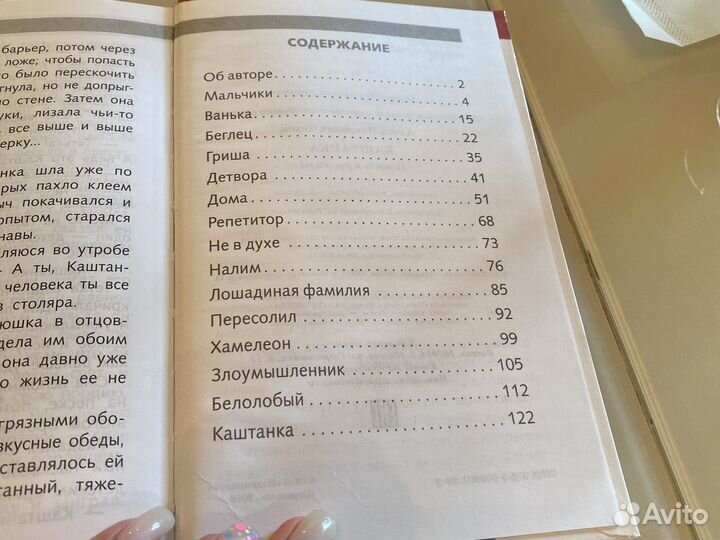 барьер, потом через
ложе; чтобы попасть
о было перескочить
гнула, но не допрыг-
о стене. Затем она
уки, лизала чьи-то
все выше и выше
ерку...
нка шла уже по
рых пахло клеем
ч покачивался и
опытом, старался
навы.
ляюсь во утробе
А ты, Каштан-
человека ты все
в столяра.
юшка в отцов-
дела им обоим
она давно уже
о жизнь ее не
грязными обо-
вкусные обеды,
ставлялось ей
танный, тяже-
СОДЕРЖАНИЕ
Об авторе 2
Мальчики 4
Ванька 15
Беглец 22
Гриша 35
Детвора 41
Дома 51
Репетитор 68
Не в духе 73
Налим 76
Лошадиная фамилия 85
Пересолил 92
Хамелеон 99
Злоумышленник 105
Белолобый 112
Каштанка 122
Avito